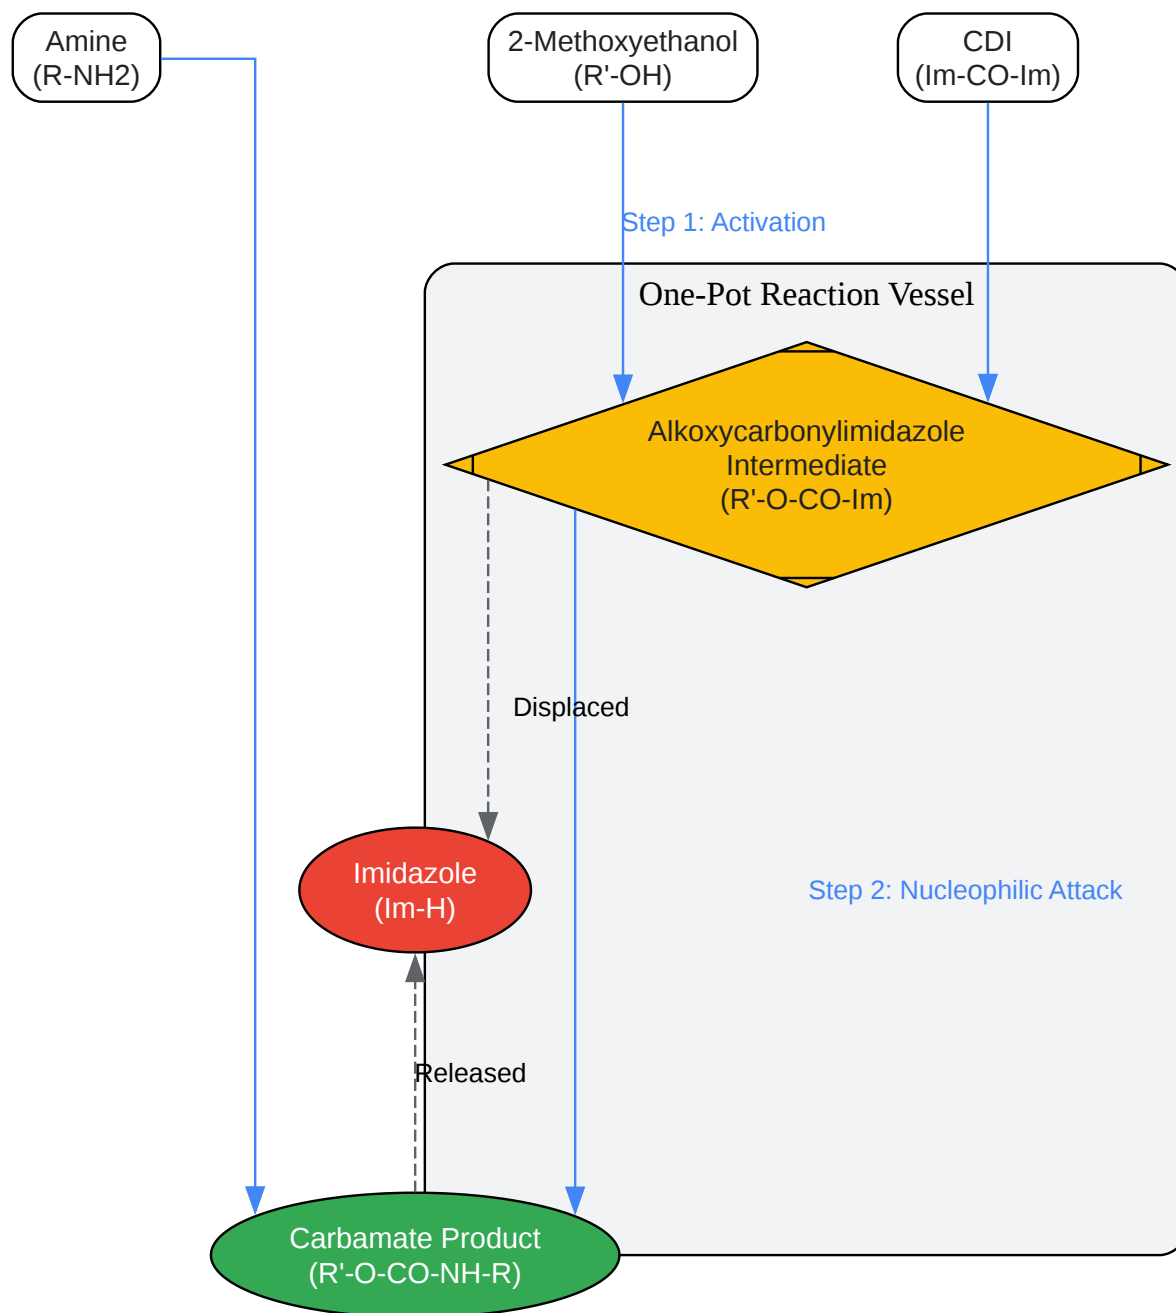 Amine
(R-NH2)
2-Methoxyethanol
(R'-OH)
CDI
(Im-CO-Im)
Step 1: Activation
One-Pot Reaction Vessel
Alkoxycarbonylimidazole
Intermediate
(R'-O-CO-Im)
Displaced
Imidazole
(Im-H)
Step 2: Nucleophilic Attack
Released
Carbamate Product
(R'-O-CO-NH-R)